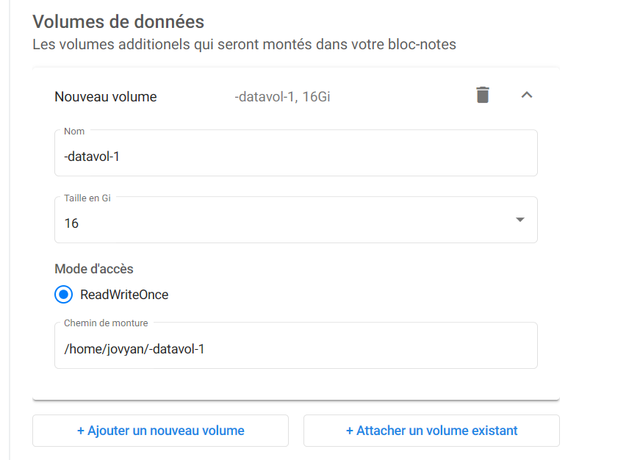 Volumes de données
Les volumes additionels qui seront montés dans votre bloc-notes
Nouveau volume -datavol-1, 16Gi
Nom
-datavol-1
Taille en Gi
16
Mode d'accès
ReadWriteOnce
Chemin de monture
/home/jovyan/-datavol-1
+ Ajouter un nouveau volume + Attacher un volume existant